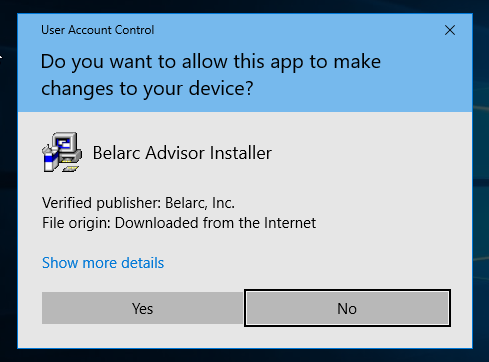 User Account Control
Do you want to allow this app to make
changes to your device?
Belarc Advisor Installer
Verified publisher: Belarc, Inc.
File origin: Downloaded from the Internet
Show more details
Yes
No